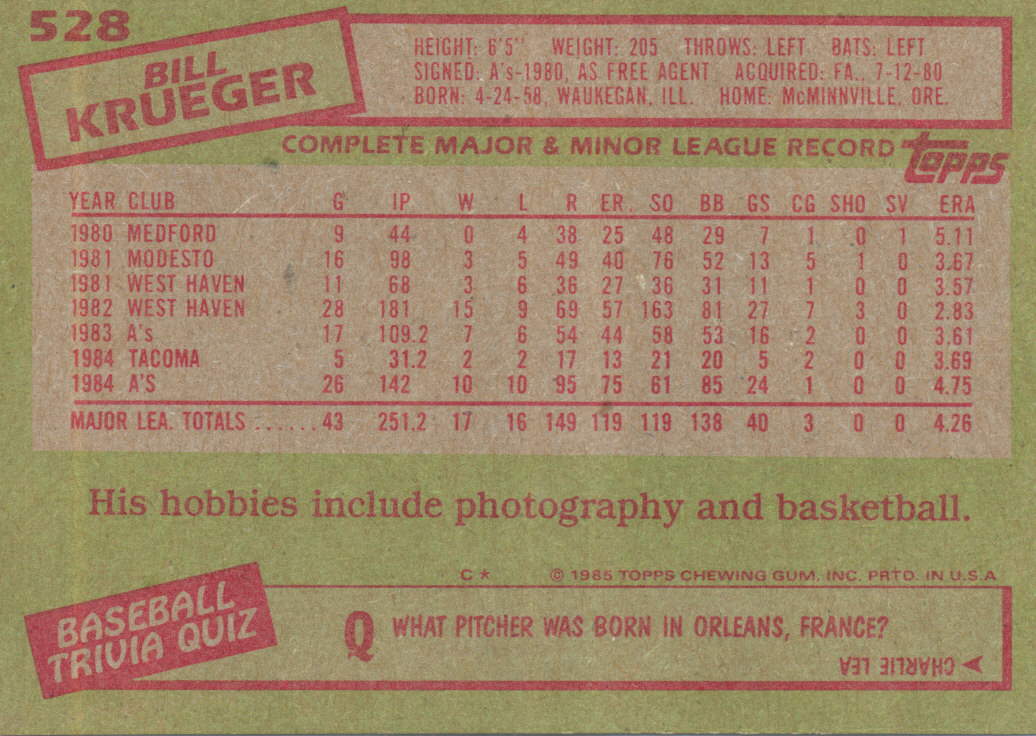 528
BILL
KRUEGER
HEIGHT: 6'5" WEIGHT: 205 THROWS: LEFT BATS: LEFT
SIGNED: A's-1980, AS FREE AGENT ACQUIRED: FA., 7-12-80
BORN: 4-24-58, WAUKEGAN, ILL. HOME: McMINNVILLE, ORE.
COMPLETE MAJOR & MINOR LEAGUE RECORD topps
YEAR CLUB G IP W L R ER. SO BB GS CG SHO SV ERA
1980 MEDFORD 9 44 0 4 38 25 48 29 7 1 0 1 5.11
1981 MODESTO 16 98 3 5 49 40 76 52 13 5 1 0 3.67
1981 WEST HAVEN 11 68 3 6 36 27 36 31 11 1 0 0 3.57
1982 WEST HAVEN 28 181 15 9 69 57 163 81 27 7 3 0 2.83
1983 A's 17 109.2 7 6 54 44 58 53 16 2 0 0 3.61
1984 TACOMA 5 31.2 2 2 17 13 21 20 5 2 0 0 3.69
1984 A'S 26 142 10 10 95 75 61 85 24 1 0 0 4.75
MAJOR LEA. TOTALS ......43 251.2 17 16 149 119 119 138 40 3 0 0 4.26
His hobbies include photography and basketball.
C* © 1985 TOPPS CHEWING GUM, INC. PRTD. IN U.S.A
BASEBALL
TRIVIA QUIZ
Q WHAT PITCHER WAS BORN IN ORLEANS, FRANCE?
CHARLIE LEA